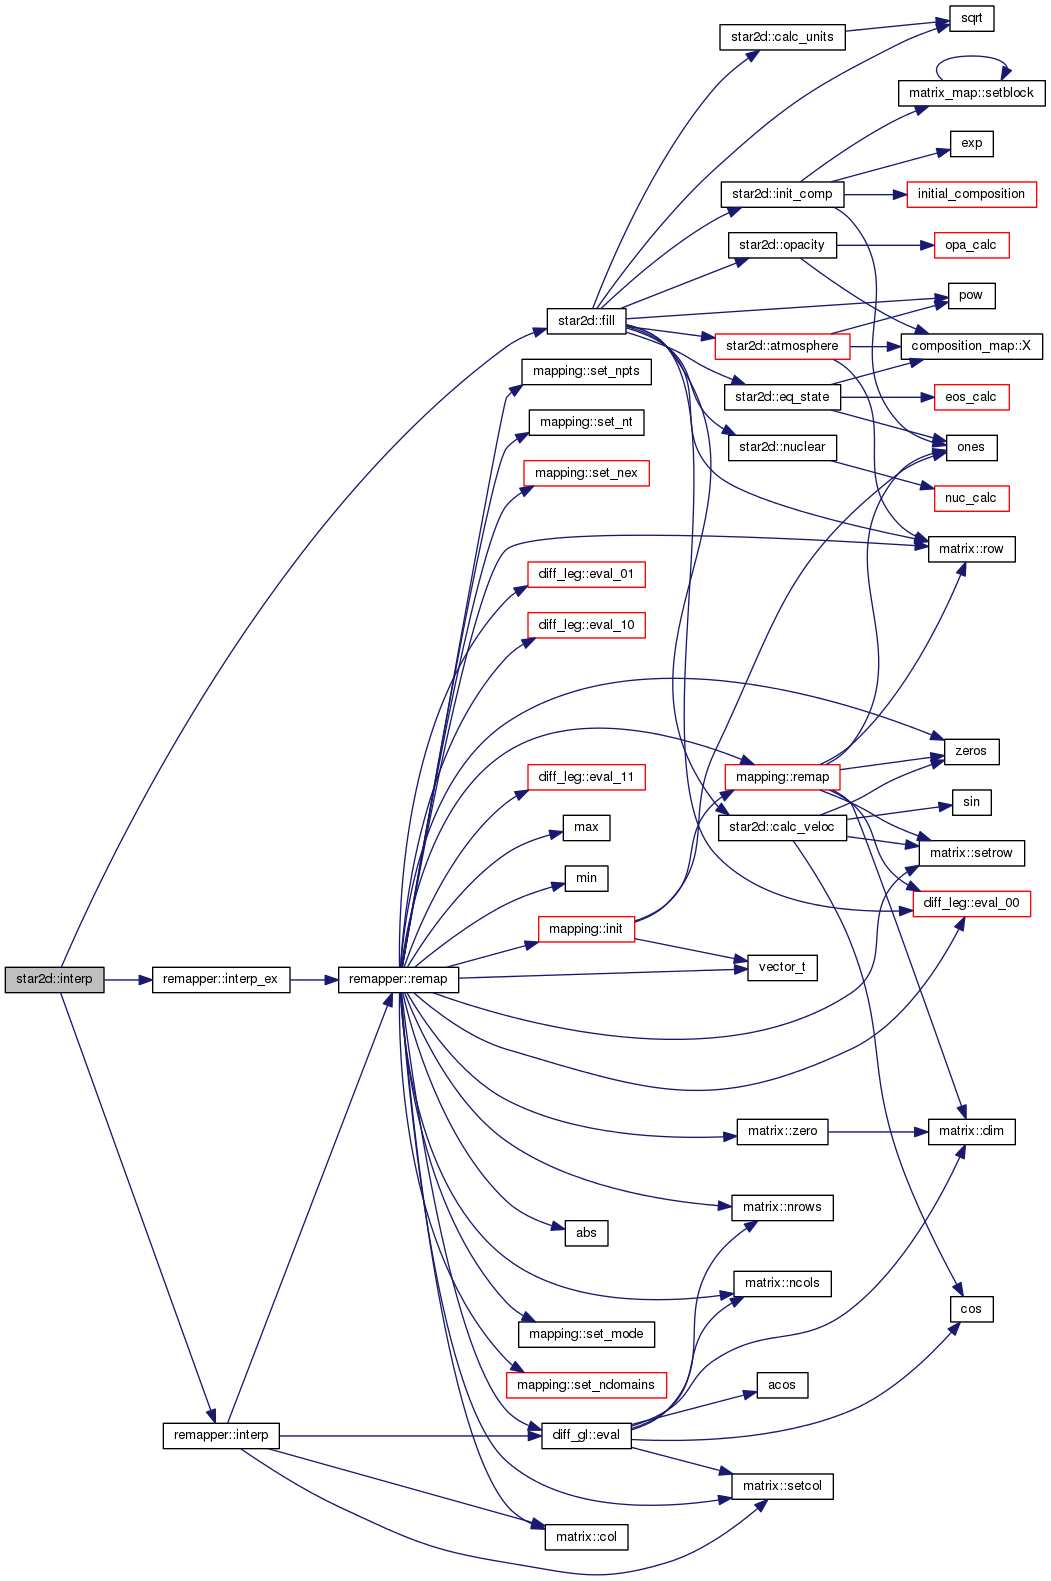 sqrt
star2d::calc_units
matrix_map::setblock
exp
star2d::init_comp
initial_composition
star2d::opacity
opa_calc
pow
star2d::fill
star2d::atmosphere
composition_map::X
mapping::set_npts
star2d::eq_state
eos_calc
mapping::set_nt
star2d::nuclear
ones
mapping::set_nex
nuc_calc
matrix::row
diff_leg::eval_01
diff_leg::eval_10
zeros
diff_leg::eval_11
mapping::remap
sin
max
star2d::calc_veloc
matrix::setrow
min
diff_leg::eval_00
mapping::init
vector_t
star2d::interp
remapper::interp_ex
remapper::remap
matrix::zero
matrix::dim
matrix::nrows
abs
matrix::ncols
cos
mapping::set_mode
mapping::set_ndomains
acos
remapper::interp
diff_gl::eval
matrix::setcol
matrix::col